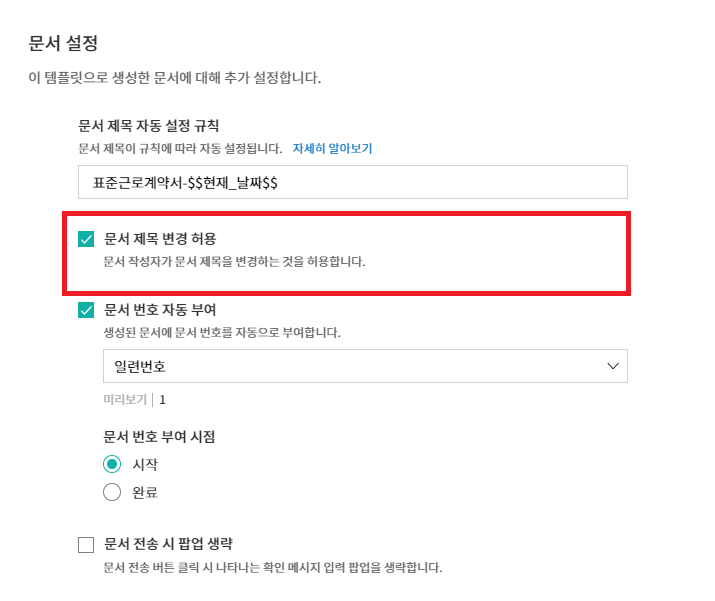 문서 설정
이 템플릿으로 생성한 문서에 대해 추가 설정합니다.
문서 제목 자동 설정 규칙
문서 제목이 규칙에 따라 자동 설정됩니다. 자세히 알아보기
표준근로계약서-$$현재_날짜$$
문서 제목 변경 허용
문서 작성자가 문서 제목을 변경하는 것을 허용합니다.
문서 번호 자동 부여
생성된 문서에 문서 번호를 자동으로 부여합니다.
일련번호
미리보기 | 1
문서 번호 부여 시점
시작
완료
문서 전송 시 팝업 생략
문서 전송 버튼 클릭 시 나타나는 확인 메시지 입력 팝업을 생략합니다.